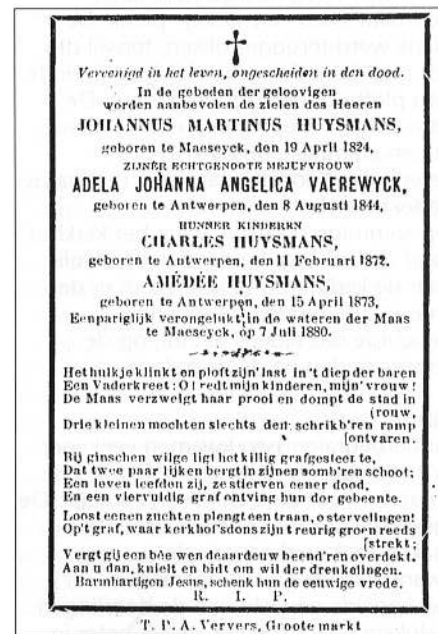 Vereenigd in het leven, ongescheiden in den dood.
In de gebeden der geloovigen
worden aanbevolen de zielen des Heeren
JOHANNUS MARTINUS HUYSMANS,
geboren te Maeseyck, den 19 April 1824,
ZIJNER ECHTGENOOTE MEJUFVROUW
ADELA JOHANNA ANGELICA VAEREWYCK,
geboren te Antwerpen, den 8 Augusti 1844,
HUNNER KINDEREN
CHARLES HUYSMANS,
geboren te Antwerpen, den 11 Februari 1872.
AMÉDÉE HUYSMANS,
geboren te Antwerpen, den 15 April 1873,
Eenpariglijk verongelukt in de wateren der Maas
te Maeseyck, op 7 Juli 1880.
Het hulkje klinkt en ploft zijn' last in 't diep der baren
Een Vaderkreet: O! redt mijn kinderen, mijn' vrouw!
De Maas verzwelgt haar prooi en dompt de stad in
(rouw,
Drie kleinen mochten slechts den schrikb'ren ramp
[ontvaren.
Bij ginschen wilge ligt het killig grafgesteerte,
Dat twee paar lijken bergt in zijnen somb'ren schoot;
Een leven leefden zij, ze stierven eener dood,
En een viervuldig graf ontving hun dor gebeente.
Loost eenen zucht en plengt een traan, o stervelingen!
Op't graf, waar kerkhof'sdons zijn treurig groen reeds
[strekt;
Vergt gij een bêe wen de aard euw beend'ren overdekt.
Aan u dan, knielt en bidt om wil der drenkelingen.
Barmhartigen Jesus, schenk hun de eeuwige vrede.
R. I. P.
T. P. A. Ververs, Groote markt